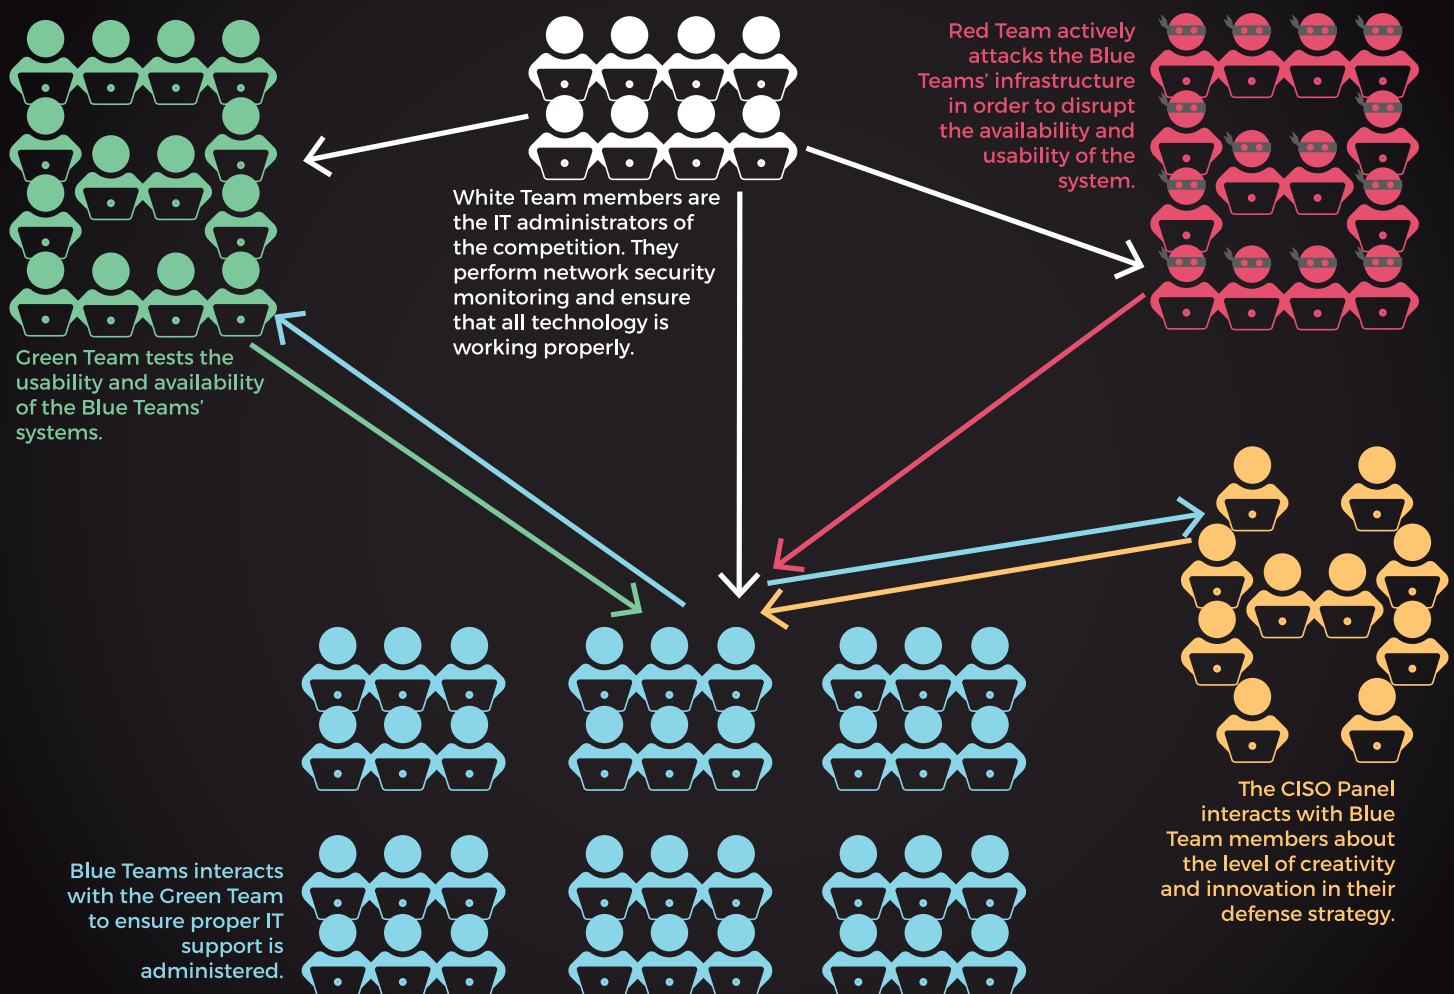 Red Team actively
attacks the Blue
Teams' infrastructure
in order to disrupt
the availability and
usability of the
system.
White Team members are
the IT administrators of
the competition. They
perform network security
monitoring and ensure
that all technology is
working properly.
Green Team tests the
usability and availability
of the Blue Teams'
systems.
The CISO Panel
interacts with Blue
Team members about
the level of creativity
and innovation in their
defense strategy.
Blue Teams interacts
with the Green Team
to ensure proper IT
support is
administered.